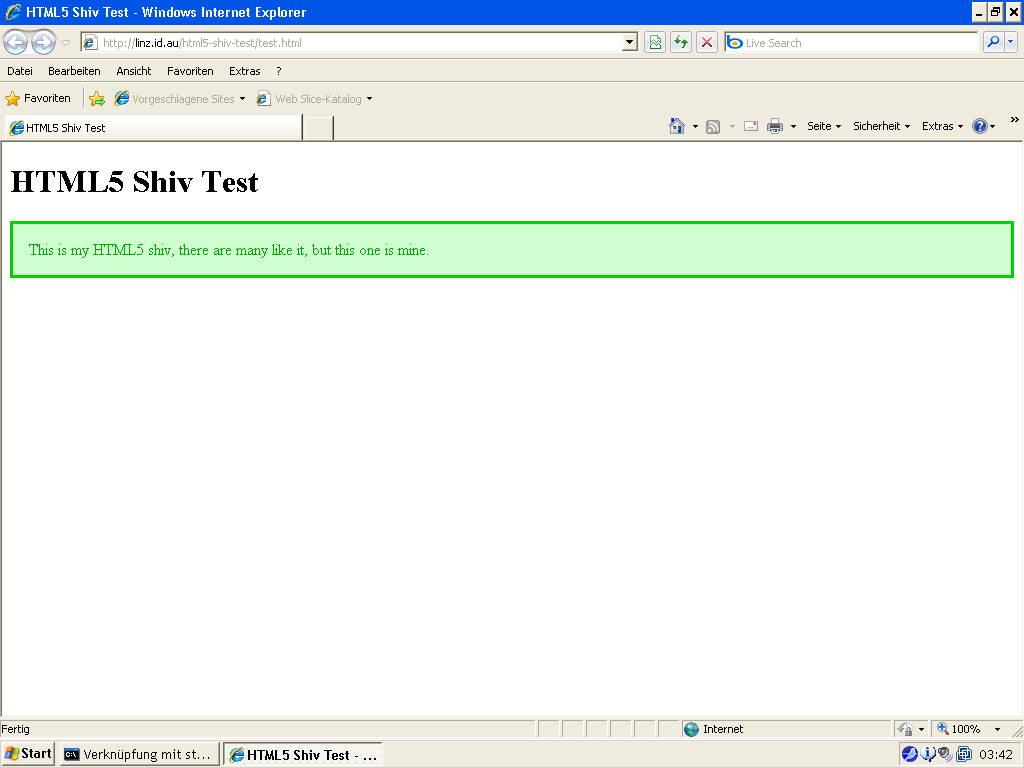 HTML5 Shiv Test - Windows Internet Explorer
http://linz.id.au/html5-shiv-test/test.html
Live Search
Datei Bearbeiten Ansicht Favoriten Extras ?
Favoriten Vorgeschlagene Sites Web Slice-Katalog
HTML5 Shiv Test
Seite Sicherheit Extras
HTML5 Shiv Test
This is my HTML5 shiv, there are many like it, but this one is mine.
Fertig Internet 100%
Start Verknüpfung mit st... HTML5 Shiv Test - ... 03:42